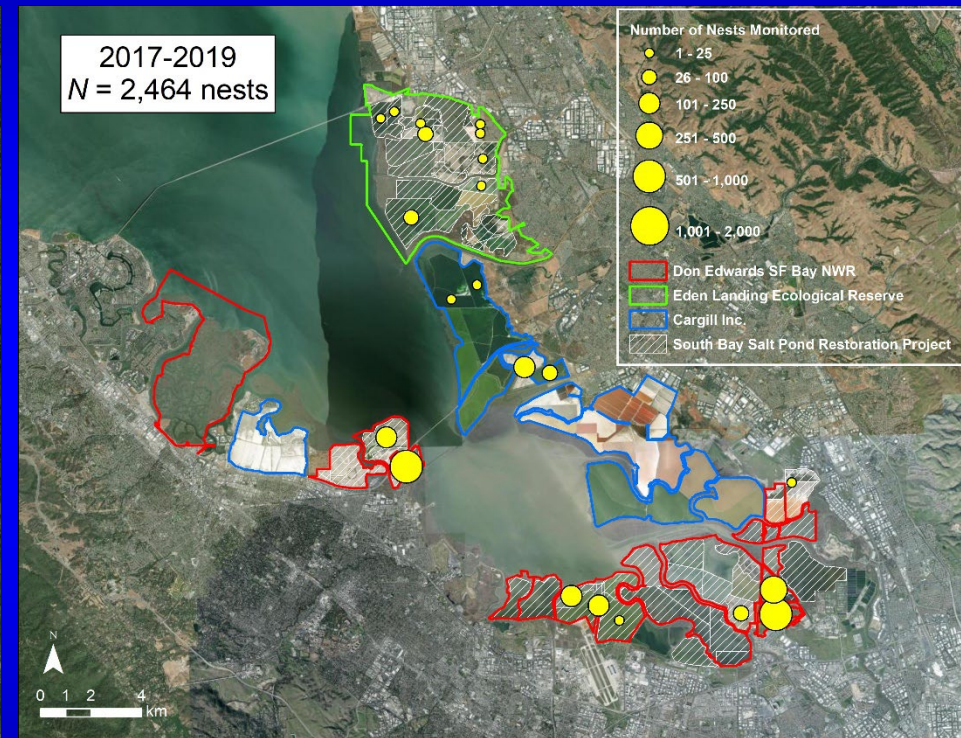 2017-2019
N = 2,464 nests
Number of Nests Monitored
1 - 25
26 - 100
101 - 250
251 - 500
501 - 1,000
1,001 - 2,000
Don Edwards SF Bay NWR
Eden Landing Ecological Reserve
Cargill Inc.
South Bay Salt Pond Restoration Project
N
0 1 2 4
km